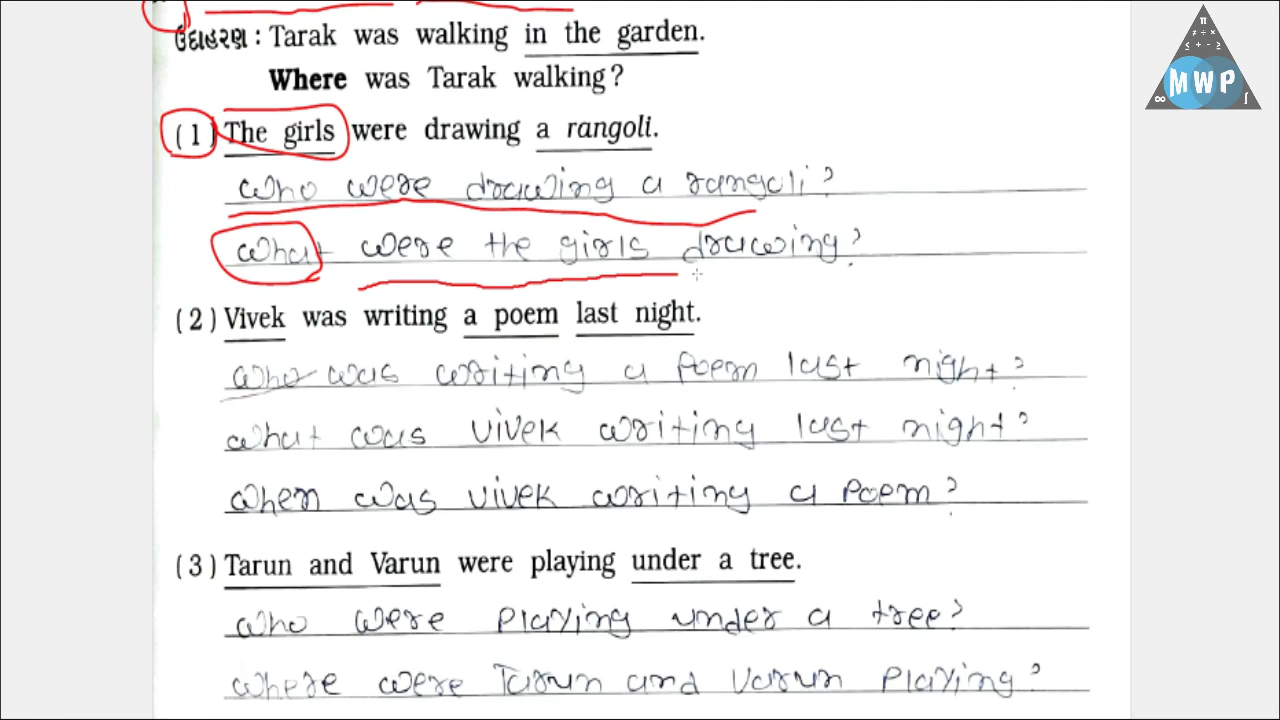 ઉદાહરણ : Tarak was walking in the garden.
Where was Tarak walking?
(1) The girls were drawing a rangoli.
Who were drawing a rangoli?
What were the girls drawing?
(2) Vivek was writing a poem last night.
Who was writing a poem last night?
What was Vivek writing last night?
When was Vivek writing a poem?
(3) Tarun and Varun were playing under a tree.
Who were playing under a tree?
Where were Tarun and Varun playing?
π
÷ × ÷
5 + - 2
MWP
∞ ∫